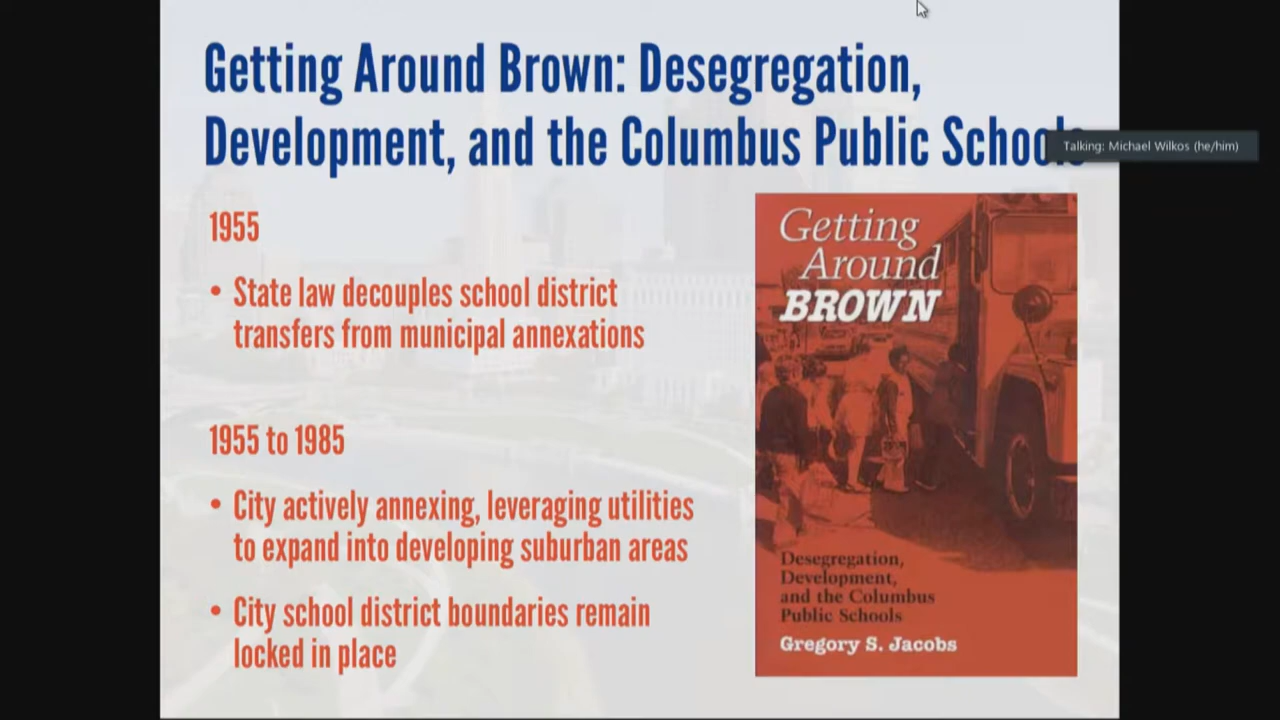 Getting Around Brown: Desegregation,
Development, and the Columbus Public Schools
Talking: Michael Wilkos (he/him)
1955
• State law decouples school district
transfers from municipal annexations
1955 to 1985
• City actively annexing, leveraging utilities
to expand into developing suburban areas
• City school district boundaries remain
locked in place
Getting
Around
BROWN
Desegregation,
Development,
and the Columbus
Public Schools
Gregory S. Jacobs